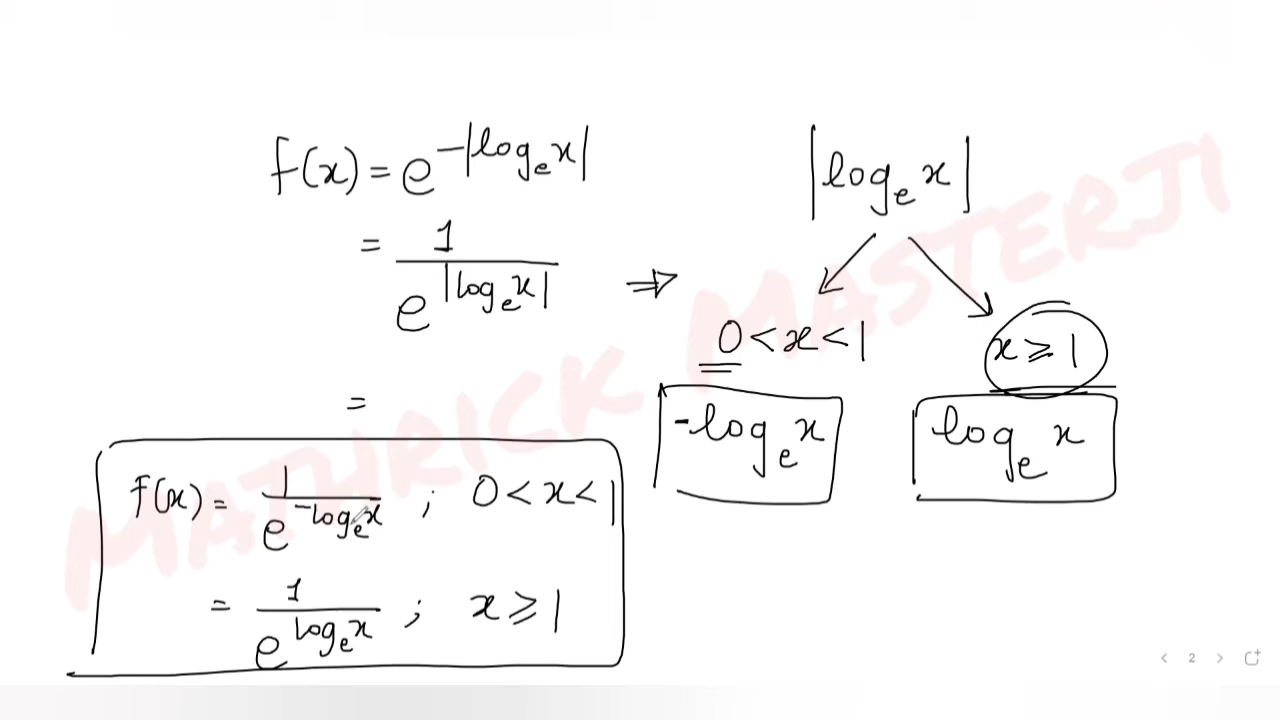 f(x) = e^{-|log_e x|}
= 1 / e^{|log_e x|} ⇒
=
|log_e x|
0 < x < 1
x ≥ 1
-log_e x
log_e x
f(x) = 1 / e^{-log_e x} ; 0 < x < 1
= 1 / e^{log_e x} ; x ≥ 1
MATHRICK MASTERJI
< 2 >